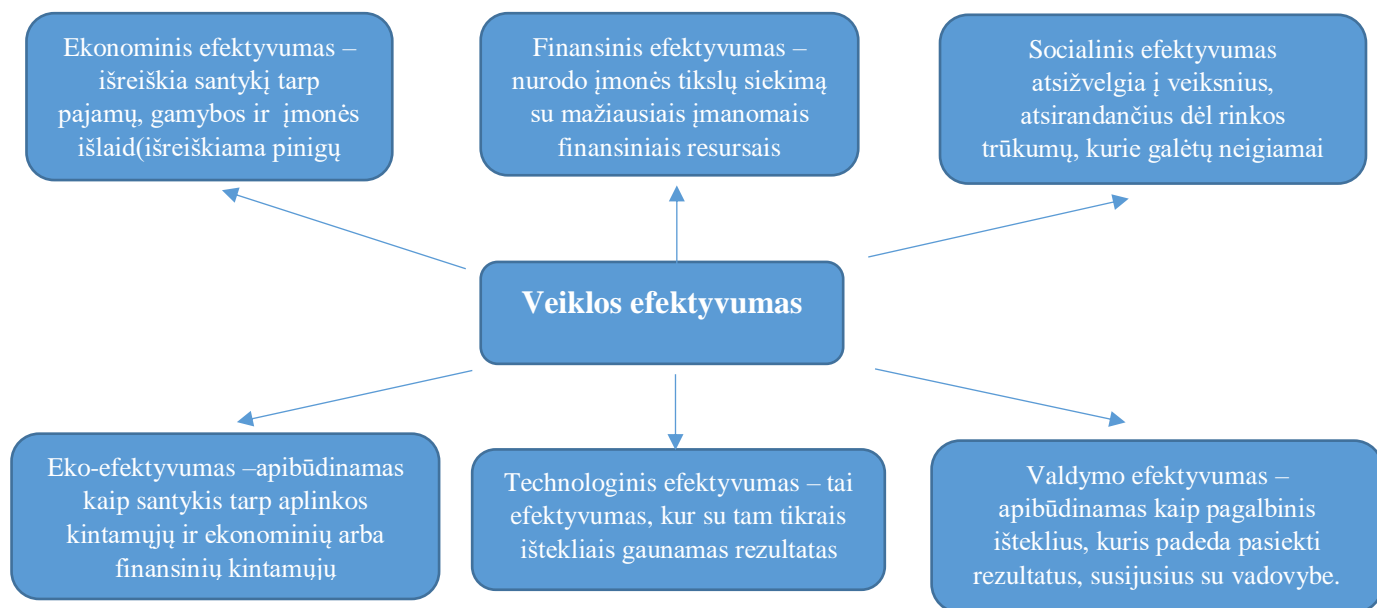 Ekonominis efektyvumas –
išreiškia santykį tarp
pajamų, gamybos ir įmonės
išlaid(išreiškiama pinigų
Finansinis efektyvumas –
nurodo įmonės tikslų siekimą
su mažiausiais įmanomais
finansiniais resursais
Socialinis efektyvumas
atsižvelgia į veiksnius,
atsirandančius dėl rinkos
trūkumų, kurie galėtų neigiamai
Veiklos efektyvumas
Eko-efektyvumas –apibūdinamas
kaip santykis tarp aplinkos
kintamųjų ir ekonominių arba
finansinių kintamųjų
Technologinis efektyvumas – tai
efektyvumas, kur su tam tikrais
ištekliais gaunamas rezultatas
Valdymo efektyvumas –
apibūdinamas kaip pagalbinis
išteklius, kuris padeda pasiekti
rezultatus, susijusius su vadovybe.